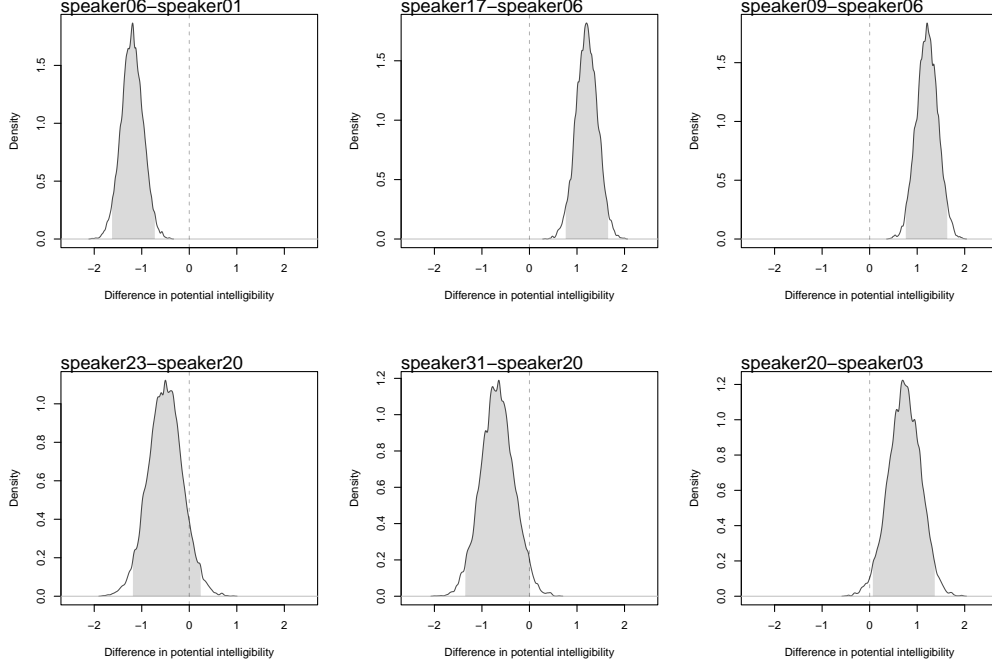 speaker06−speaker01
speaker17−speaker06
speaker09−speaker06
Density
0.0 0.5 1.0 1.5
−2 −1 0 1 2
Difference in potential intelligibility
Density
0.0 0.5 1.0 1.5
−2 −1 0 1 2
Difference in potential intelligibility
Density
0.0 0.5 1.0 1.5
−2 −1 0 1 2
Difference in potential intelligibility
speaker23−speaker20
speaker31−speaker20
speaker20−speaker03
Density
0.0 0.2 0.4 0.6 0.8 1.0
−2 −1 0 1 2
Difference in potential intelligibility
Density
0.0 0.2 0.4 0.6 0.8 1.0 1.2
−2 −1 0 1 2
Difference in potential intelligibility
Density
0.0 0.2 0.4 0.6 0.8 1.0 1.2
−2 −1 0 1 2
Difference in potential intelligibility